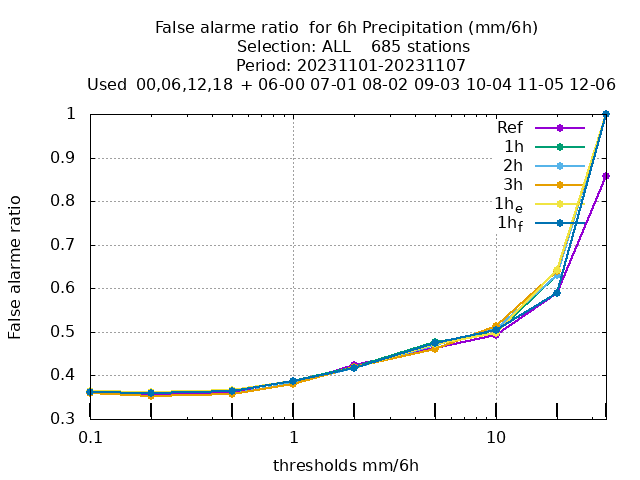 False alarme ratio  for 6h Precipitation (mm/6h)
Selection: ALL    685 stations
Period: 20231101-20231107
Used  00,06,12,18  + 06-00 07-01 08-02 09-03 10-04 11-05 12-06
1
0.9
0.8
0.7
0.6
0.5
0.4
0.3
False alarme ratio
Ref
1h
2h
3h
1he
1hf
0.1
1
10
thresholds mm/6h